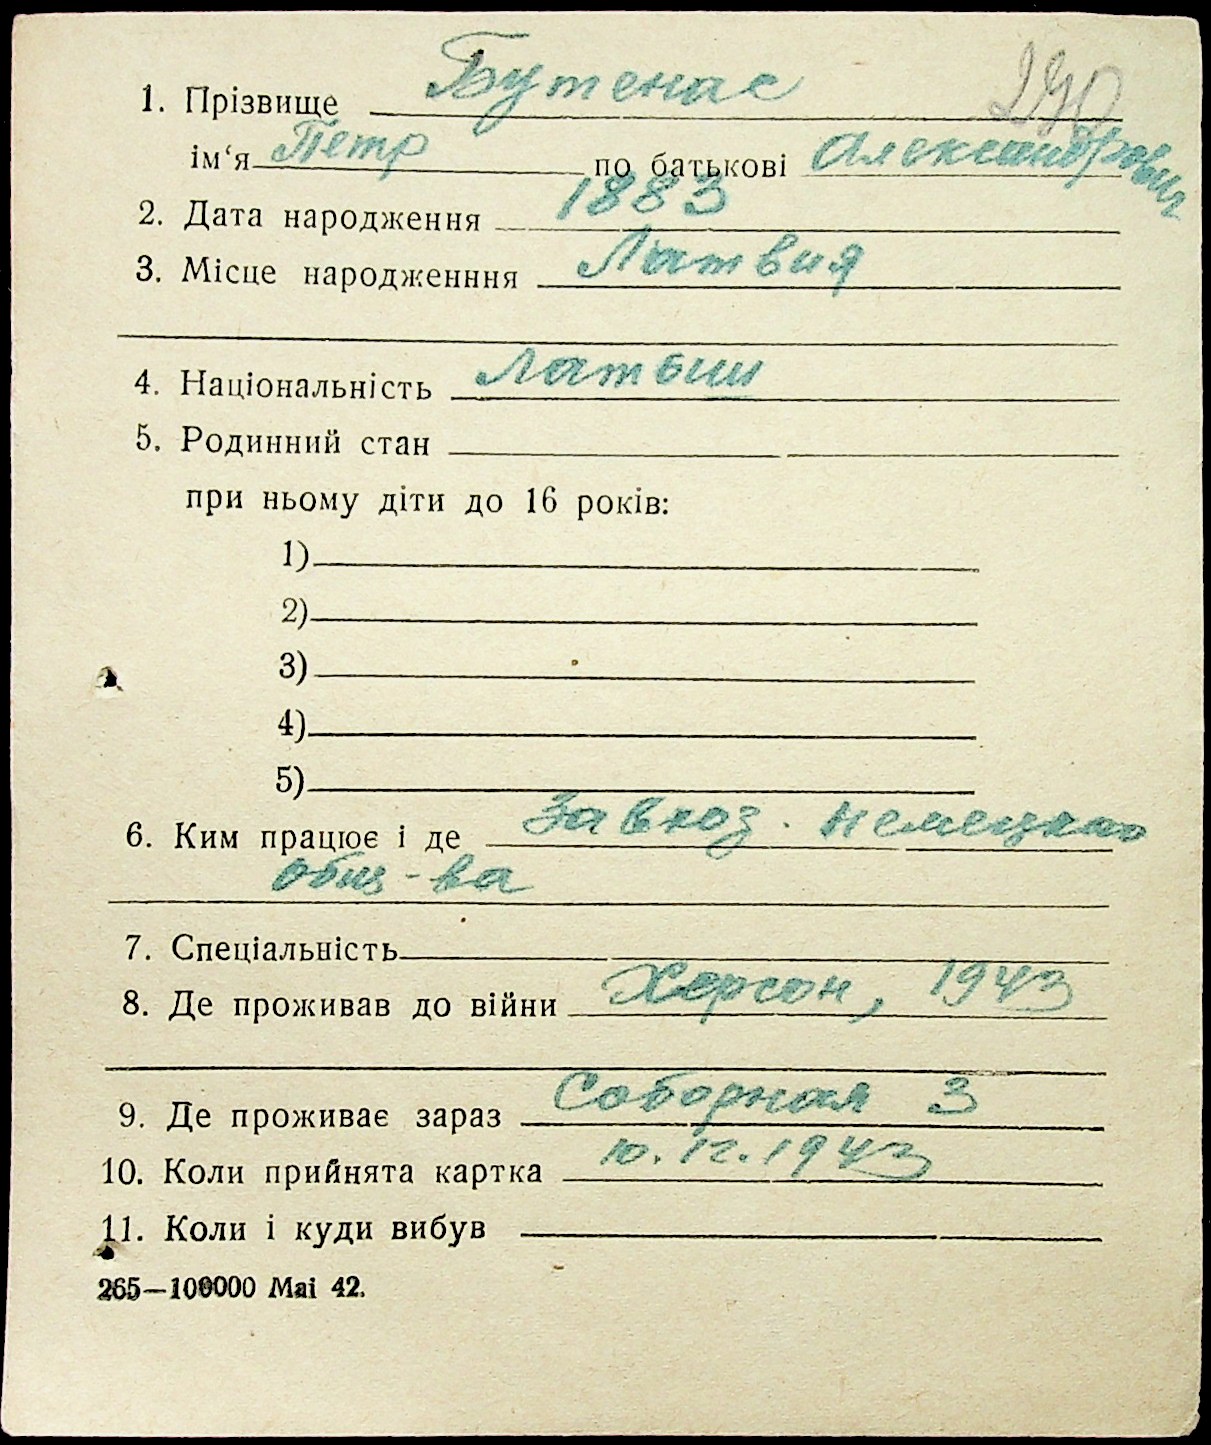 290
1. Прізвище Бутенас
ім‘я Петр по батькові Александрович
2. Дата народження 1883
3. Місце народженння Латвия
4. Національність Латвии
5. Родинний стан
при ньому діти до 16 років:
1)
2)
3)
4)
5)
6. Ким працює і де Завхоз. немецкого
общ-ва
7. Спеціальність
8. Де проживав до війни Херсон, 1943
9. Де проживає зараз Соборная 3
10. Коли прийнята картка 10.12.1943
11. Коли і куди вибув
265—100000 Mai 42.